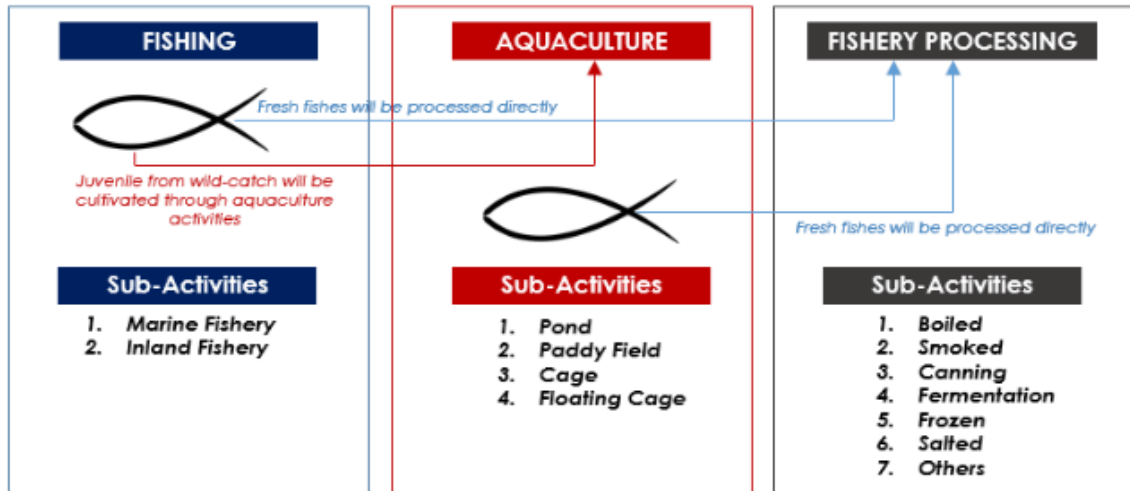 FISHING
Fresh fishes will be processed directly
Juvenile from wild-catch will be
cultivated through aquaculture
activities
Sub-Activities
1. Marine Fishery
2. Inland Fishery
AQUACULTURE
Sub-Activities
1. Pond
2. Paddy Field
3. Cage
4. Floating Cage
FISHERY PROCESSING
Fresh fishes will be processed directly
Sub-Activities
1. Boiled
2. Smoked
3. Canning
4. Fermentation
5. Frozen
6. Salted
7. Others